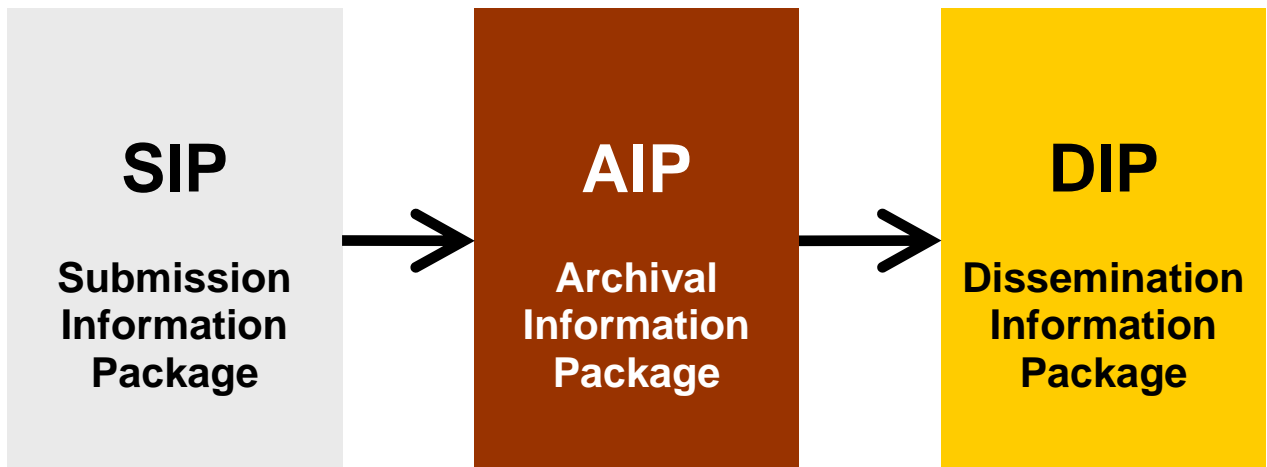 SIP
Submission
Information
Package
AIP
Archival
Information
Package
DIP
Dissemination
Information
Package